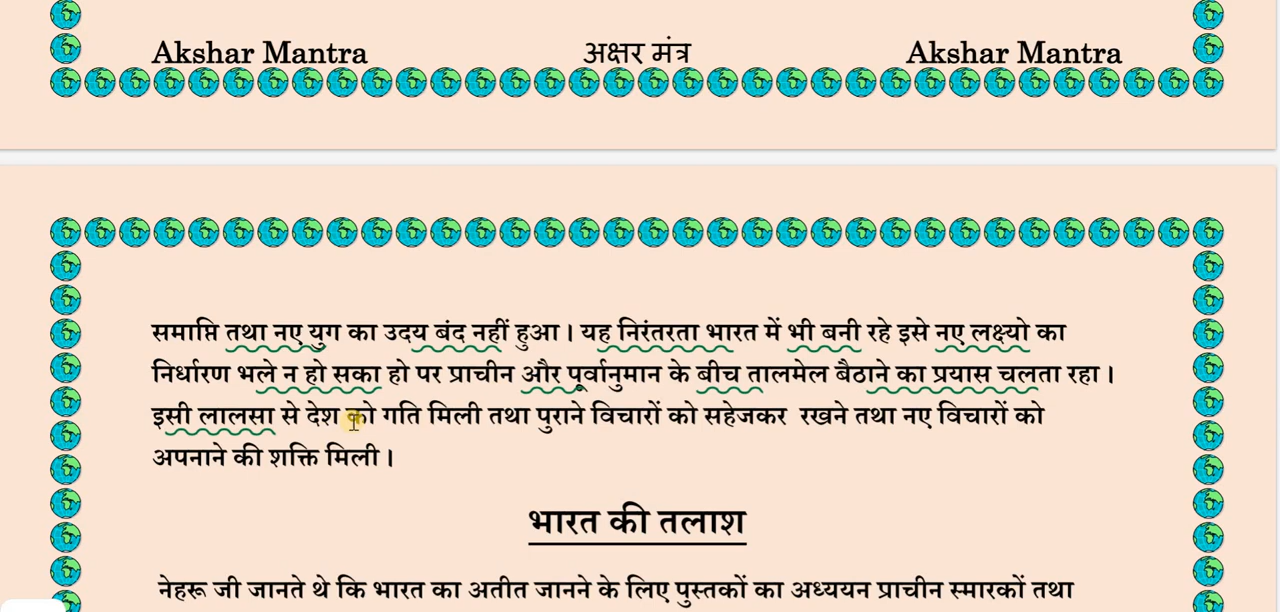 Akshar Mantra अक्षर मंत्र Akshar Mantra
समाप्ति तथा नए युग का उदय बंद नहीं हुआ। यह निरंतरता भारत में भी बनी रहे इसे नए लक्ष्यो का
निर्धारण भले न हो सका हो पर प्राचीन और पूर्वानुमान के बीच तालमेल बैठाने का प्रयास चलता रहा।
इसी लालसा से देश को गति मिली तथा पुराने विचारों को सहेजकर रखने तथा नए विचारों को
अपनाने की शक्ति मिली।
भारत की तलाश
नेहरू जी जानते थे कि भारत का अतीत जानने के लिए पुस्तकों का अध्ययन प्राचीन स्मारकों तथा